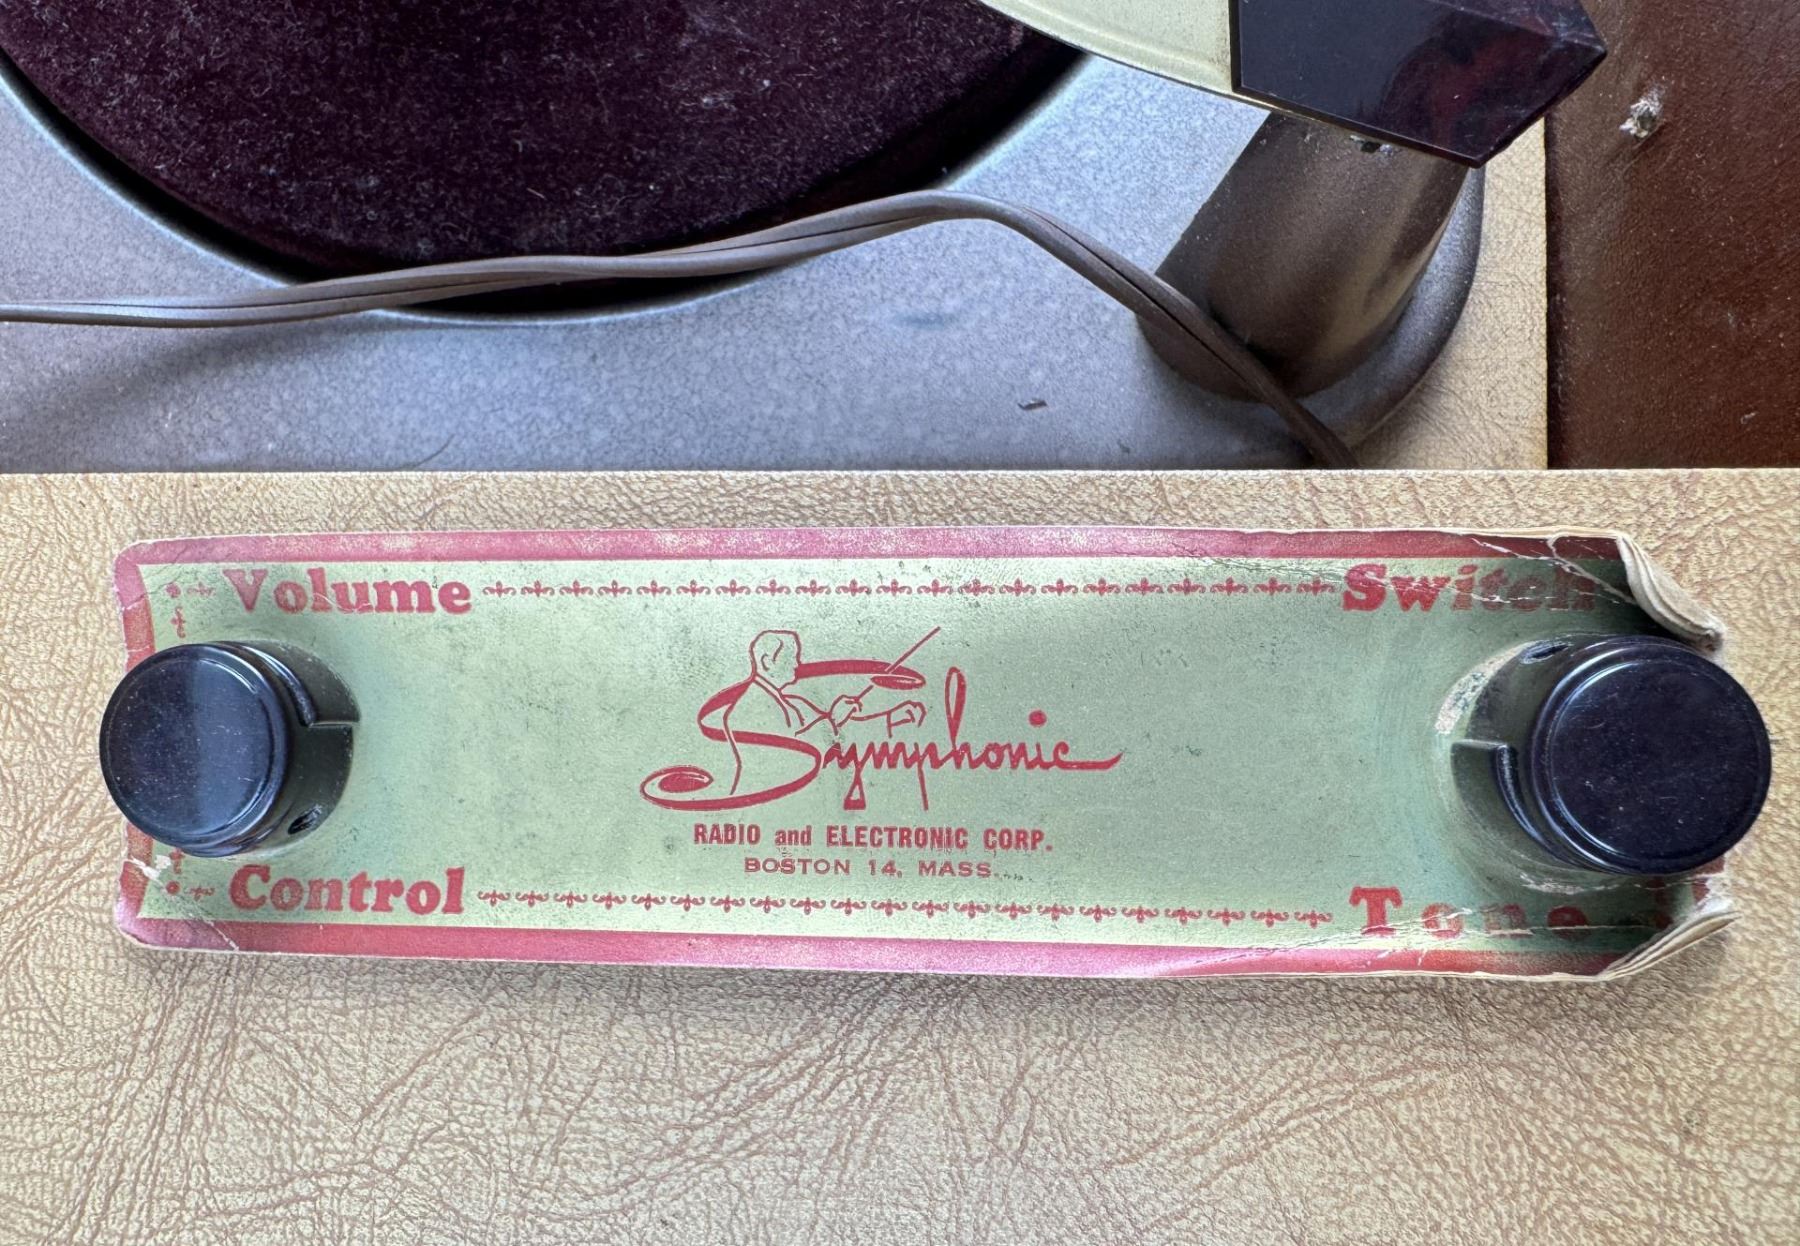 Volume Switch
Symphonic
RADIO and ELECTRONIC CORP.
BOSTON 14, MASS.
Control Tone